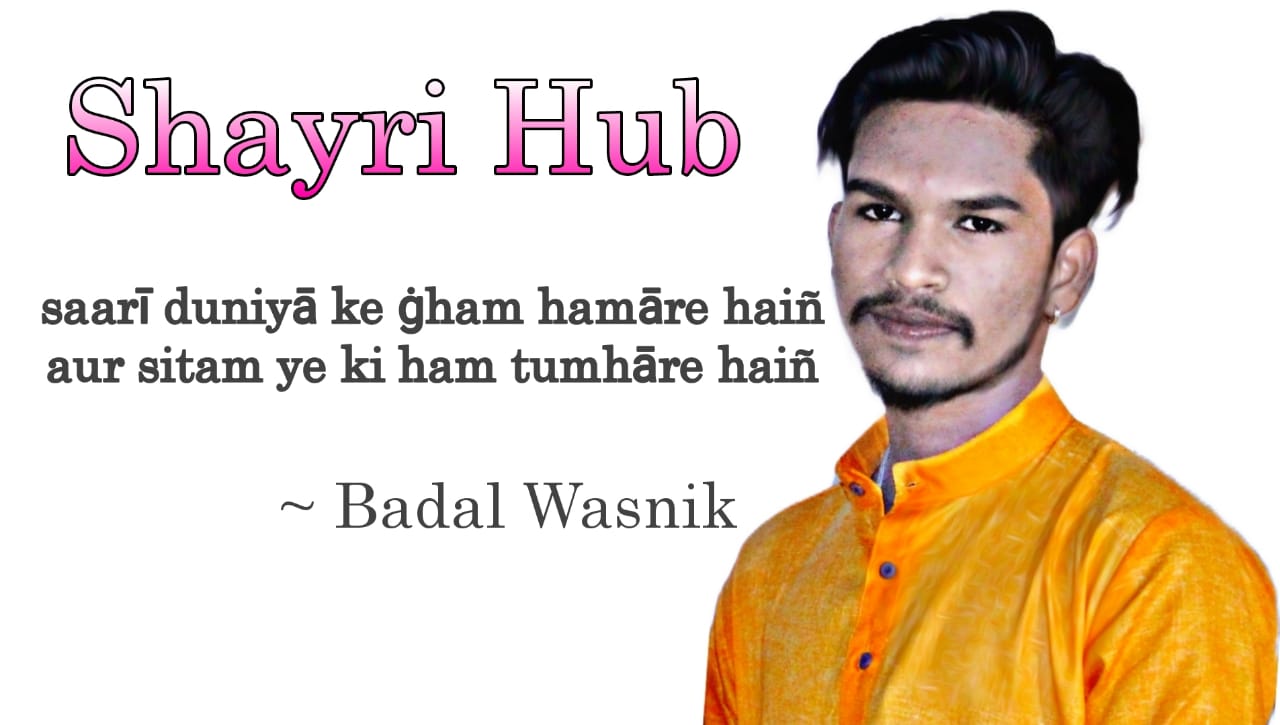 Shayri Hub
saarī duniyā ke ġham hamāre haiñ
aur sitam ye ki ham tumhāre haiñ
~ Badal Wasnik